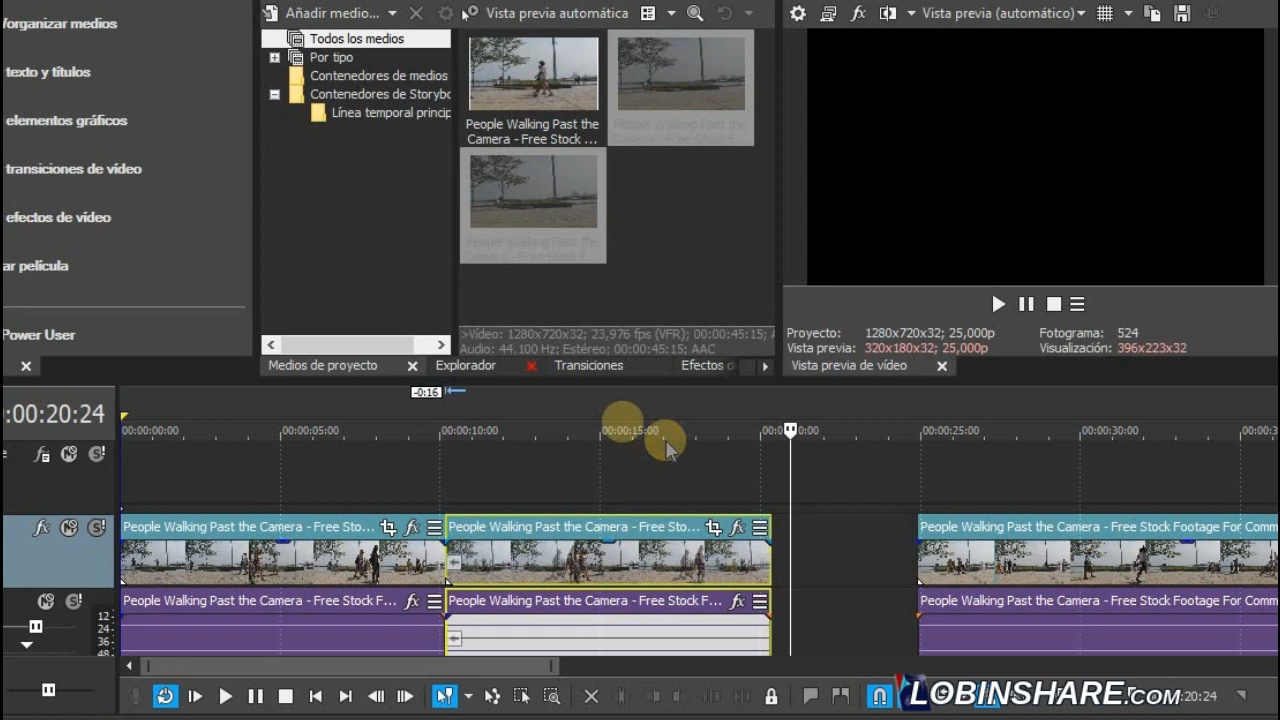 /organizar medios
texto y títulos
elementos gráficos
transiciones de vídeo
efectos de vídeo
ar película
Power User
Añadir medio...
Todos los medios
Por tipo
Contenedores de medios
Contenedores de Storybo
Línea temporal princip
Vista previa automática
People Walking Past the
Camera - Free Stock ...
People Walking Past the
Camera - Free Stock F...
People Walking Past the
Camera - Free Stock F...
>Vídeo: 1280x720x32; 23,976 fps (VFR); 00:00:45:15; A
Audio: 44.100 Hz; Estéreo; 00:00:45:15; AAC
Medios de proyecto
Explorador
Transiciones
Efectos d
Vista previa (automático)
Proyecto: 1280x720x32; 25,000p
Fotograma: 524
Vista previa: 320x180x32; 25,000p
Visualización: 396x223x32
Vista previa de vídeo
-0:16
:00:20:24
00:00:00:00
00:00:05:00
00:00:10:00
00:00:15:00
00:00:25:00
00:00:30:00
People Walking Past the Camera - Free Sto...
People Walking Past the Camera - Free Sto...
People Walking Past the Camera - Free Stock Footage For Comm
People Walking Past the Camera - Free Stock F...
People Walking Past the Camera - Free Stock F...
People Walking Past the Camera - Free Stock Footage For Comm
12-
24-
36-
48-
LOBINSHARE.COM
:20:24